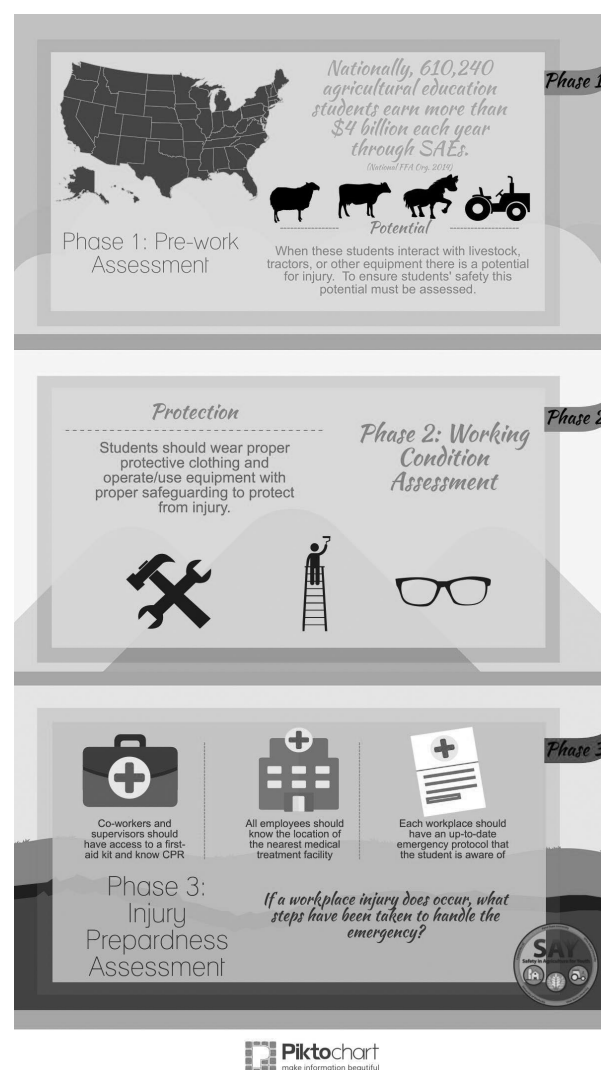 Nationally, 610,240
agricultural education
students earn more than
$4 billion each year
through SAEs.
(National FFA Org, 2014)
Phase 1
Phase 1: Pre-work
Assessment
Potential
When these students interact with livestock,
tractors, or other equipment there is a potential
for injury. To ensure students' safety this
potential must be assessed.
Phase 2
Protection
Students should wear proper
protective clothing and
operate/use equipment with
proper safeguarding to protect
from injury.
Phase 2: Working
Condition
Assessment
Phase 3
Co-workers and
supervisors should
have access to a first-
aid kit and know CPR
All employees should
know the location of
the nearest medical
treatment facility
Each workplace should
have an up-to-date
emergency protocol that
the student is aware of
Phase 3:
Injury
Prepardness
Assessment
If a workplace injury does occur, what
steps have been taken to handle the
emergency?
SAY
Safety in Agriculture for Youth
Piktochart
make information beautiful